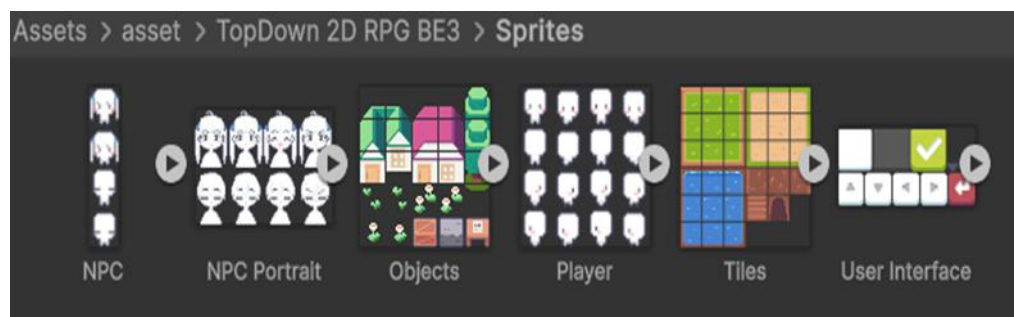 Assets > asset > TopDown 2D RPG BE3 > Sprites
NPC
NPC Portrait
Objects
Player
Tiles
User Interface